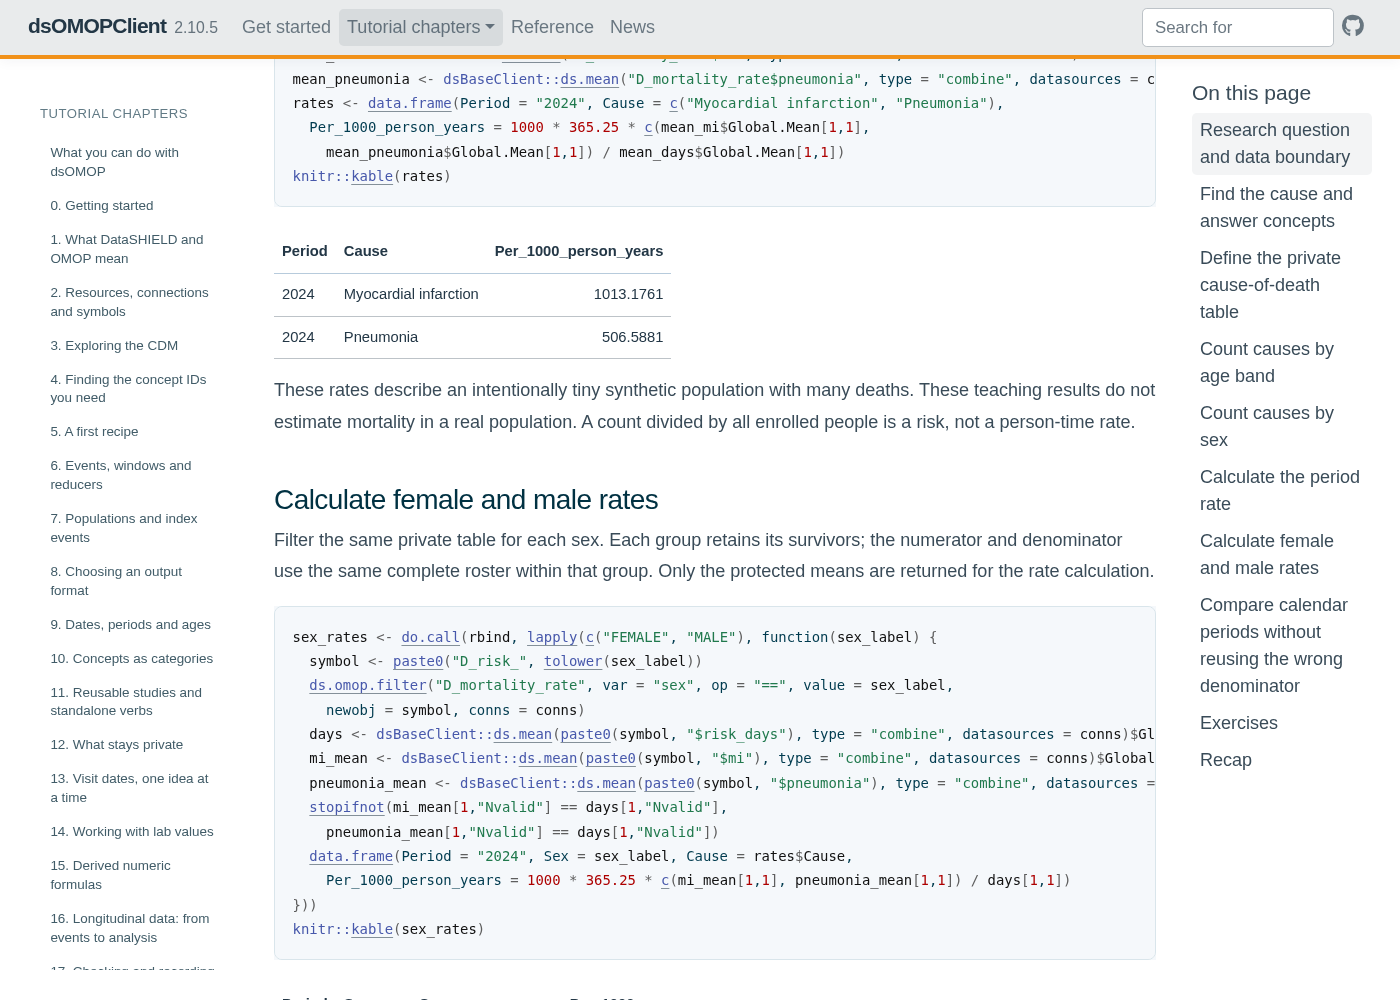 dsOMOPClient 2.10.5 Get started Tutorial chapters Reference News Search for
TUTORIAL CHAPTERS
What you can do with
dsOMOP
0. Getting started
1. What DataSHIELD and
OMOP mean
2. Resources, connections
and symbols
3. Exploring the CDM
4. Finding the concept IDs
you need
5. A first recipe
6. Events, windows and
reducers
7. Populations and index
events
8. Choosing an output
format
9. Dates, periods and ages
10. Concepts as categories
11. Reusable studies and
standalone verbs
12. What stays private
13. Visit dates, one idea at
a time
14. Working with lab values
15. Derived numeric
formulas
16. Longitudinal data: from
events to analysis
mean_pneumonia <- dsBaseClient::ds.mean("D_mortality_rate$pneumonia", type = "combine", datasources = c
rates <- data.frame(Period = "2024", Cause = c("Myocardial infarction", "Pneumonia"),
  Per_1000_person_years = 1000 * 365.25 * c(mean_mi$Global.Mean[1,1],
    mean_pneumonia$Global.Mean[1,1]) / mean_days$Global.Mean[1,1])
knitr::kable(rates)
Period Cause Per_1000_person_years
2024 Myocardial infarction 1013.1761
2024 Pneumonia 506.5881
These rates describe an intentionally tiny synthetic population with many deaths. These teaching results do not
estimate mortality in a real population. A count divided by all enrolled people is a risk, not a person-time rate.
Calculate female and male rates
Filter the same private table for each sex. Each group retains its survivors; the numerator and denominator
use the same complete roster within that group. Only the protected means are returned for the rate calculation.
sex_rates <- do.call(rbind, lapply(c("FEMALE", "MALE"), function(sex_label) {
  symbol <- paste0("D_risk_", tolower(sex_label))
  ds.omop.filter("D_mortality_rate", var = "sex", op = "==", value = sex_label,
    newobj = symbol, conns = conns)
  days <- dsBaseClient::ds.mean(paste0(symbol, "$risk_days"), type = "combine", datasources = conns)$Gl
  mi_mean <- dsBaseClient::ds.mean(paste0(symbol, "$mi"), type = "combine", datasources = conns)$Global
  pneumonia_mean <- dsBaseClient::ds.mean(paste0(symbol, "$pneumonia"), type = "combine", datasources =
  stopifnot(mi_mean[1,"Nvalid"] == days[1,"Nvalid"],
    pneumonia_mean[1,"Nvalid"] == days[1,"Nvalid"])
  data.frame(Period = "2024", Sex = sex_label, Cause = rates$Cause,
    Per_1000_person_years = 1000 * 365.25 * c(mi_mean[1,1], pneumonia_mean[1,1]) / days[1,1])
}))
knitr::kable(sex_rates)
On this page
Research question
and data boundary
Find the cause and
answer concepts
Define the private
cause-of-death
table
Count causes by
age band
Count causes by
sex
Calculate the period
rate
Calculate female
and male rates
Compare calendar
periods without
reusing the wrong
denominator
Exercises
Recap